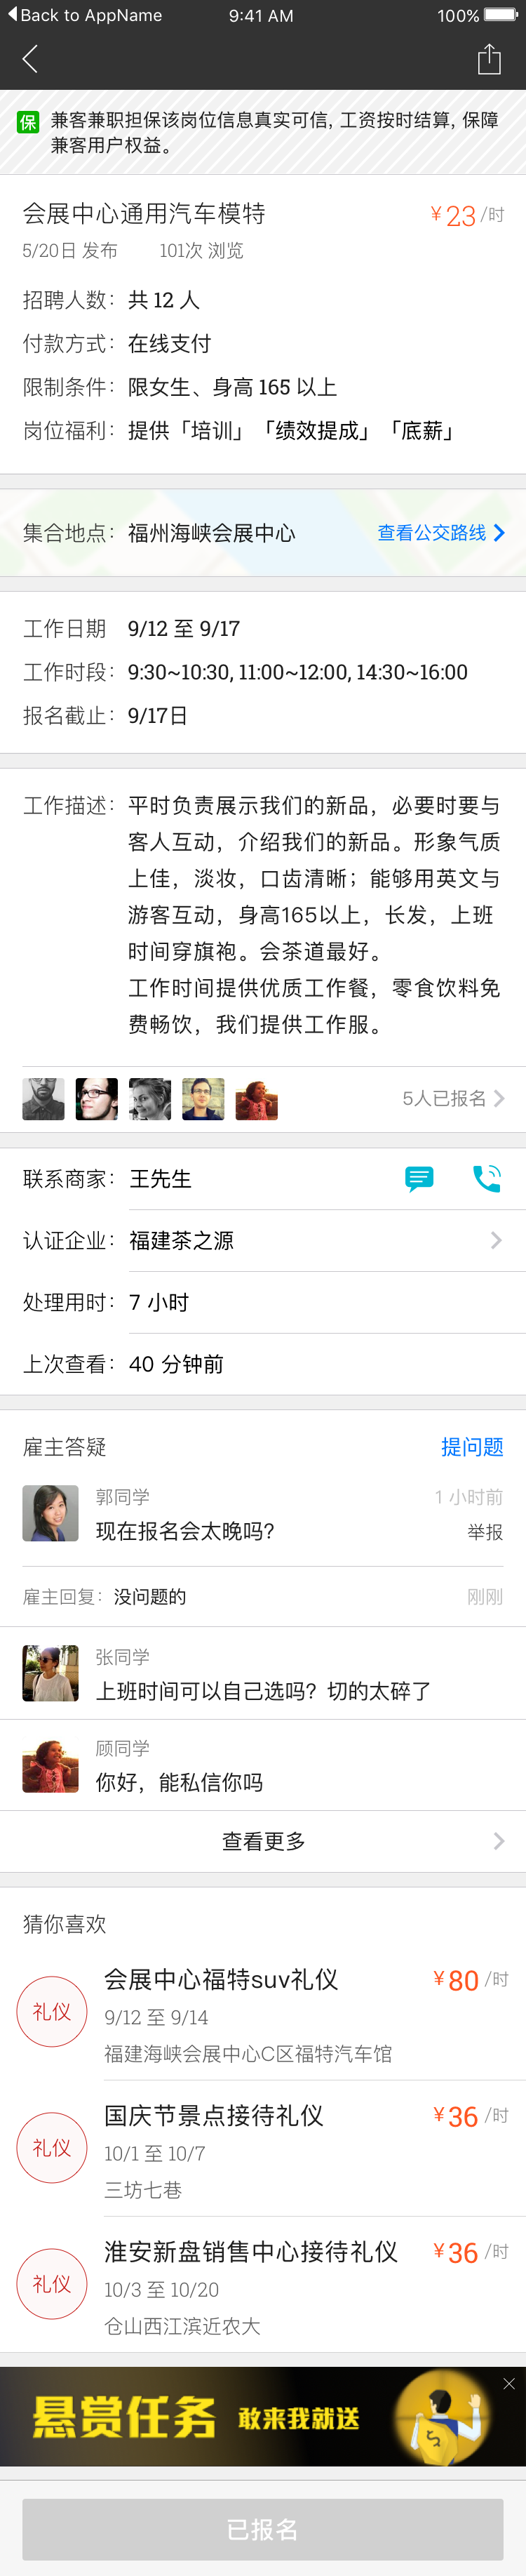 Back to AppName 9:41 AM 100%
保 兼客兼职担保该岗位信息真实可信, 工资按时结算, 保障
兼客用户权益。
会展中心通用汽车模特 ¥23/时
5/20日 发布 101次 浏览
招聘人数: 共 12 人
付款方式: 在线支付
限制条件: 限女生、身高 165 以上
岗位福利: 提供「培训」「绩效提成」「底薪」
集合地点: 福州海峡会展中心 查看公交路线
工作日期 9/12 至 9/17
工作时段: 9:30~10:30, 11:00~12:00, 14:30~16:00
报名截止: 9/17日
工作描述: 平时负责展示我们的新品，必要时要与
客人互动，介绍我们的新品。形象气质
上佳，淡妆，口齿清晰；能够用英文与
游客互动，身高165以上，长发，上班
时间穿旗袍。会茶道最好。
工作时间提供优质工作餐，零食饮料免
费畅饮，我们提供工作服。
5人已报名
联系商家: 王先生
认证企业: 福建茶之源
处理用时: 7 小时
上次查看: 40 分钟前
雇主答疑 提问题
郭同学 1 小时前
现在报名会太晚吗? 举报
雇主回复: 没问题的 刚刚
张同学
上班时间可以自己选吗? 切的太碎了
顾同学
你好，能私信你吗
查看更多
猜你喜欢
会展中心福特suv礼仪 ¥80 /时
礼仪
9/12 至 9/14
福建海峡会展中心C区福特汽车馆
国庆节景点接待礼仪 ¥36 /时
礼仪
10/1 至 10/7
三坊七巷
淮安新盘销售中心接待礼仪 ¥36 /时
礼仪
10/3 至 10/20
仓山西江滨近农大
悬赏任务 敢来我就送
已报名